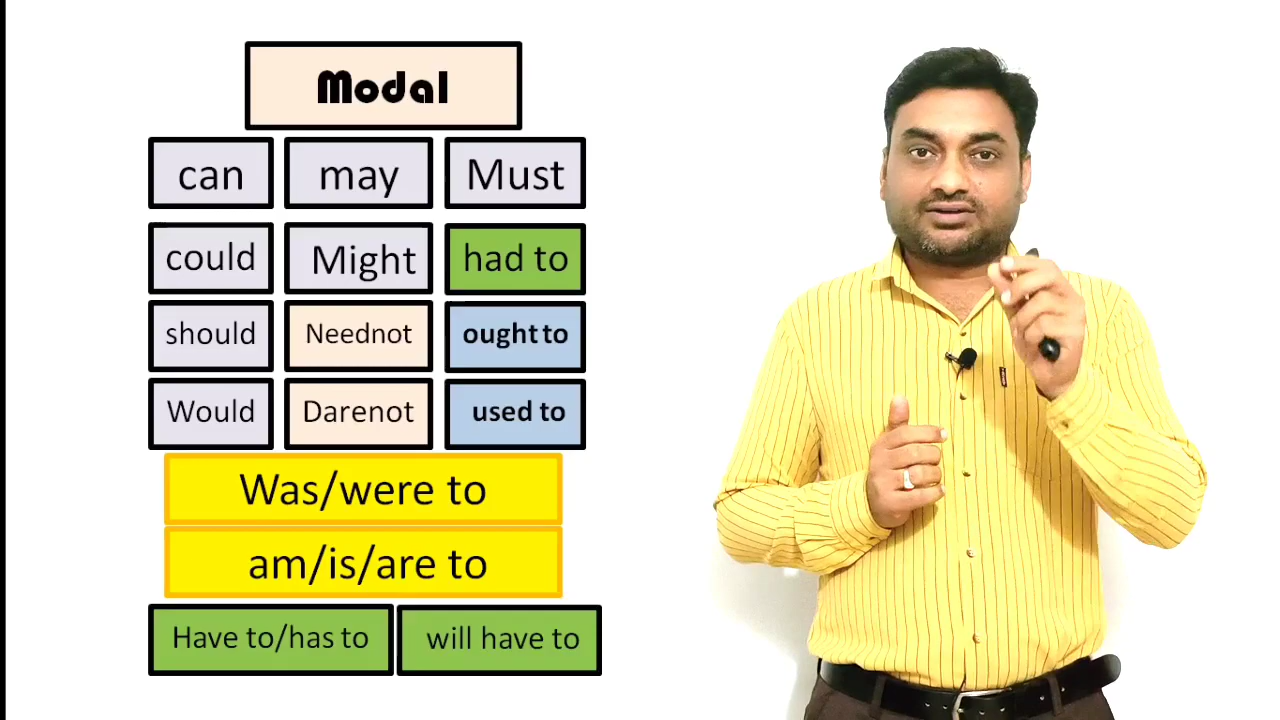 Modal
can may Must
could Might had to
should Neednot ought to
Would Darenot used to
Was/were to
am/is/are to
Have to/has to will have to